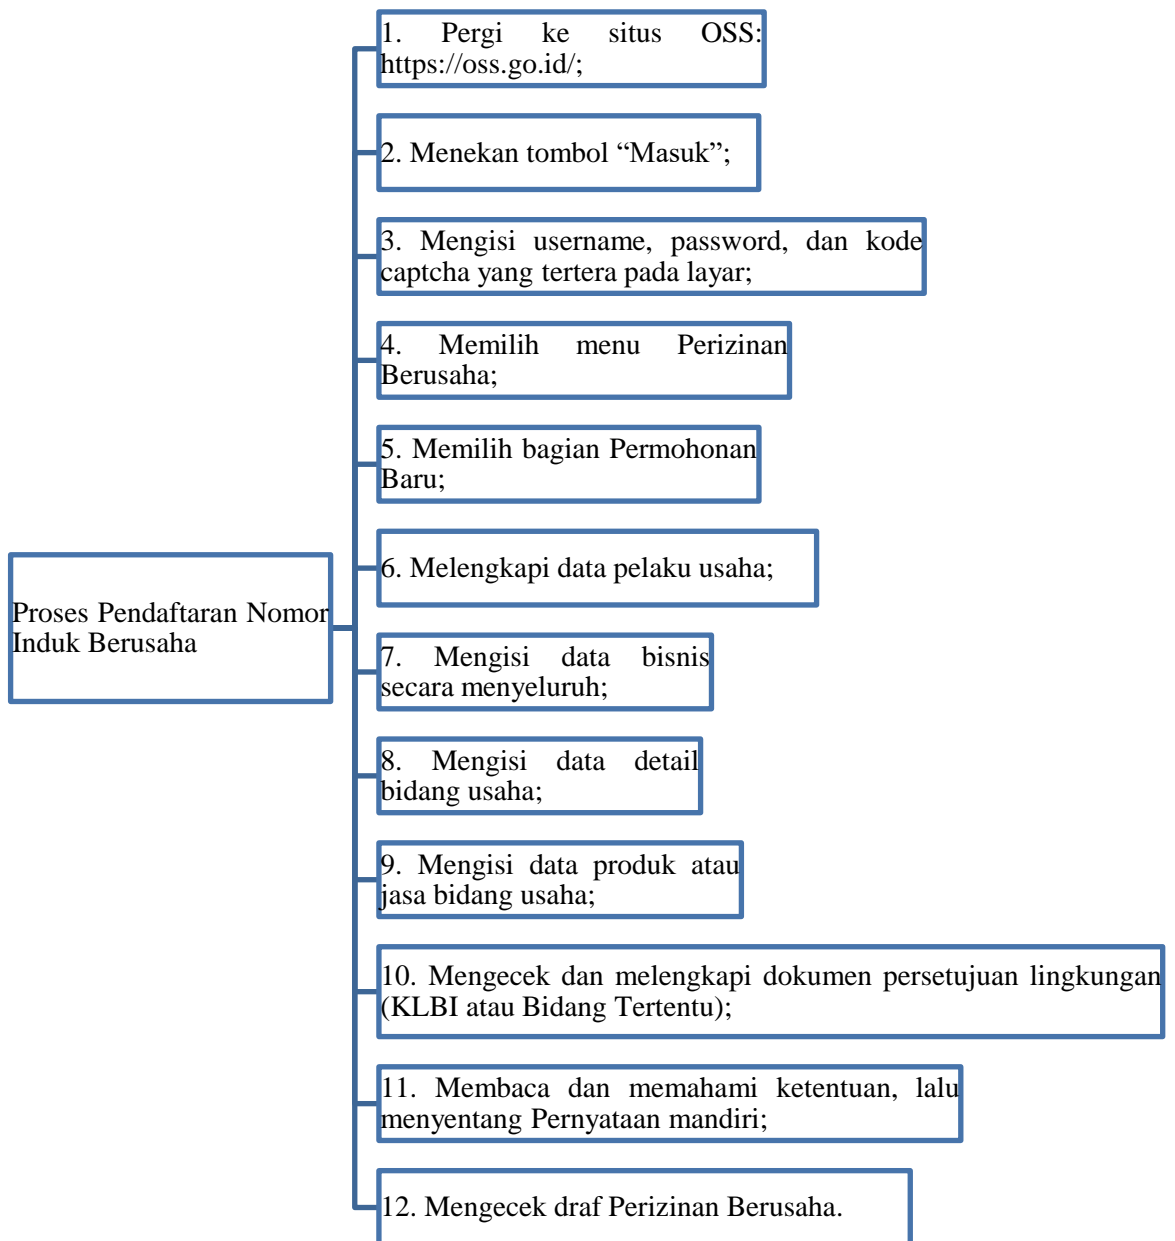 1. Pergi ke situs OSS:
https://oss.go.id/;
2. Menekan tombol “Masuk”;
3. Mengisi username, password, dan kode
captcha yang tertera pada layar;
4. Memilih menu Perizinan
Berusaha;
5. Memilih bagian Permohonan
Baru;
6. Melengkapi data pelaku usaha;
Proses Pendaftaran Nomor
Induk Berusaha
7. Mengisi data bisnis
secara menyeluruh;
8. Mengisi data detail
bidang usaha;
9. Mengisi data produk atau
jasa bidang usaha;
10. Mengecek dan melengkapi dokumen persetujuan lingkungan
(KLBI atau Bidang Tertentu);
11. Membaca dan memahami ketentuan, lalu
menyentang Pernyataan mandiri;
12. Mengecek draf Perizinan Berusaha.